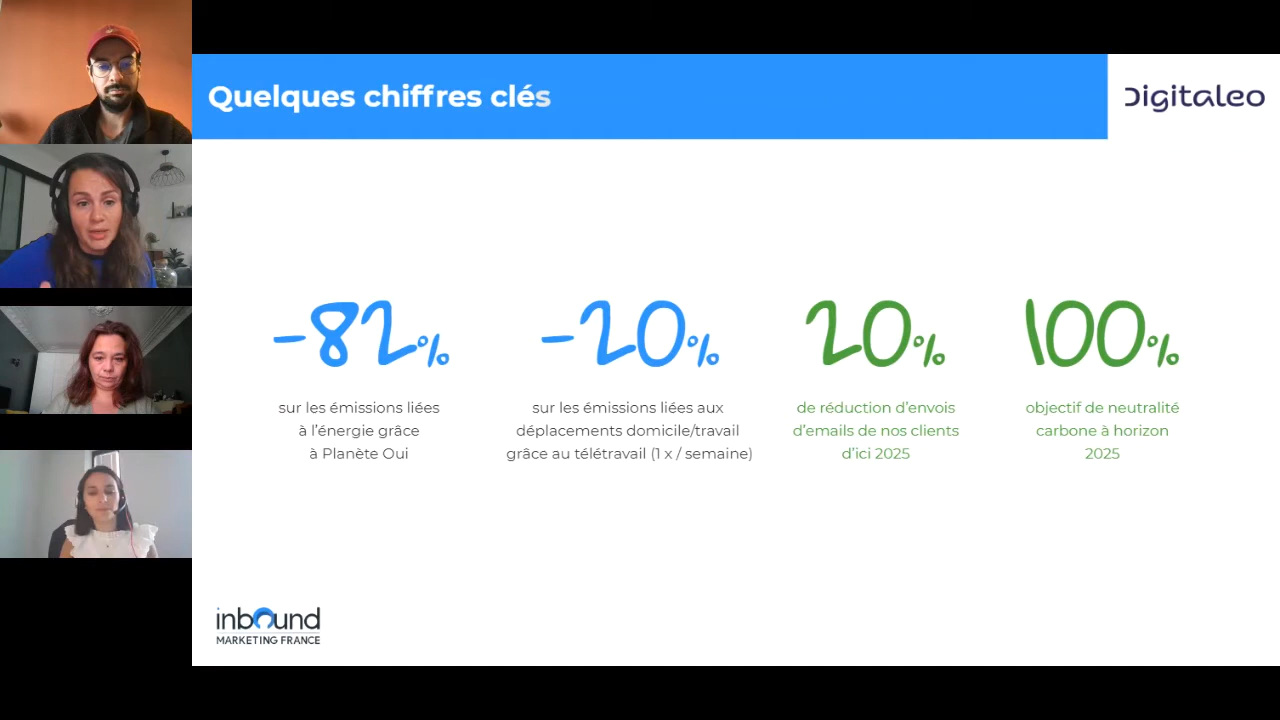 Quelques chiffres clés
Digitaleo
-82%
sur les émissions liées
à l'énergie grâce
à Planète Oui
-20%
sur les émissions liées aux
déplacements domicile/travail
grâce au télétravail (1 x / semaine)
20%
de réduction d'envois
d'emails de nos clients
d'ici 2025
100%
objectif de neutralité
carbone à horizon
2025
inbound
MARKETING FRANCE